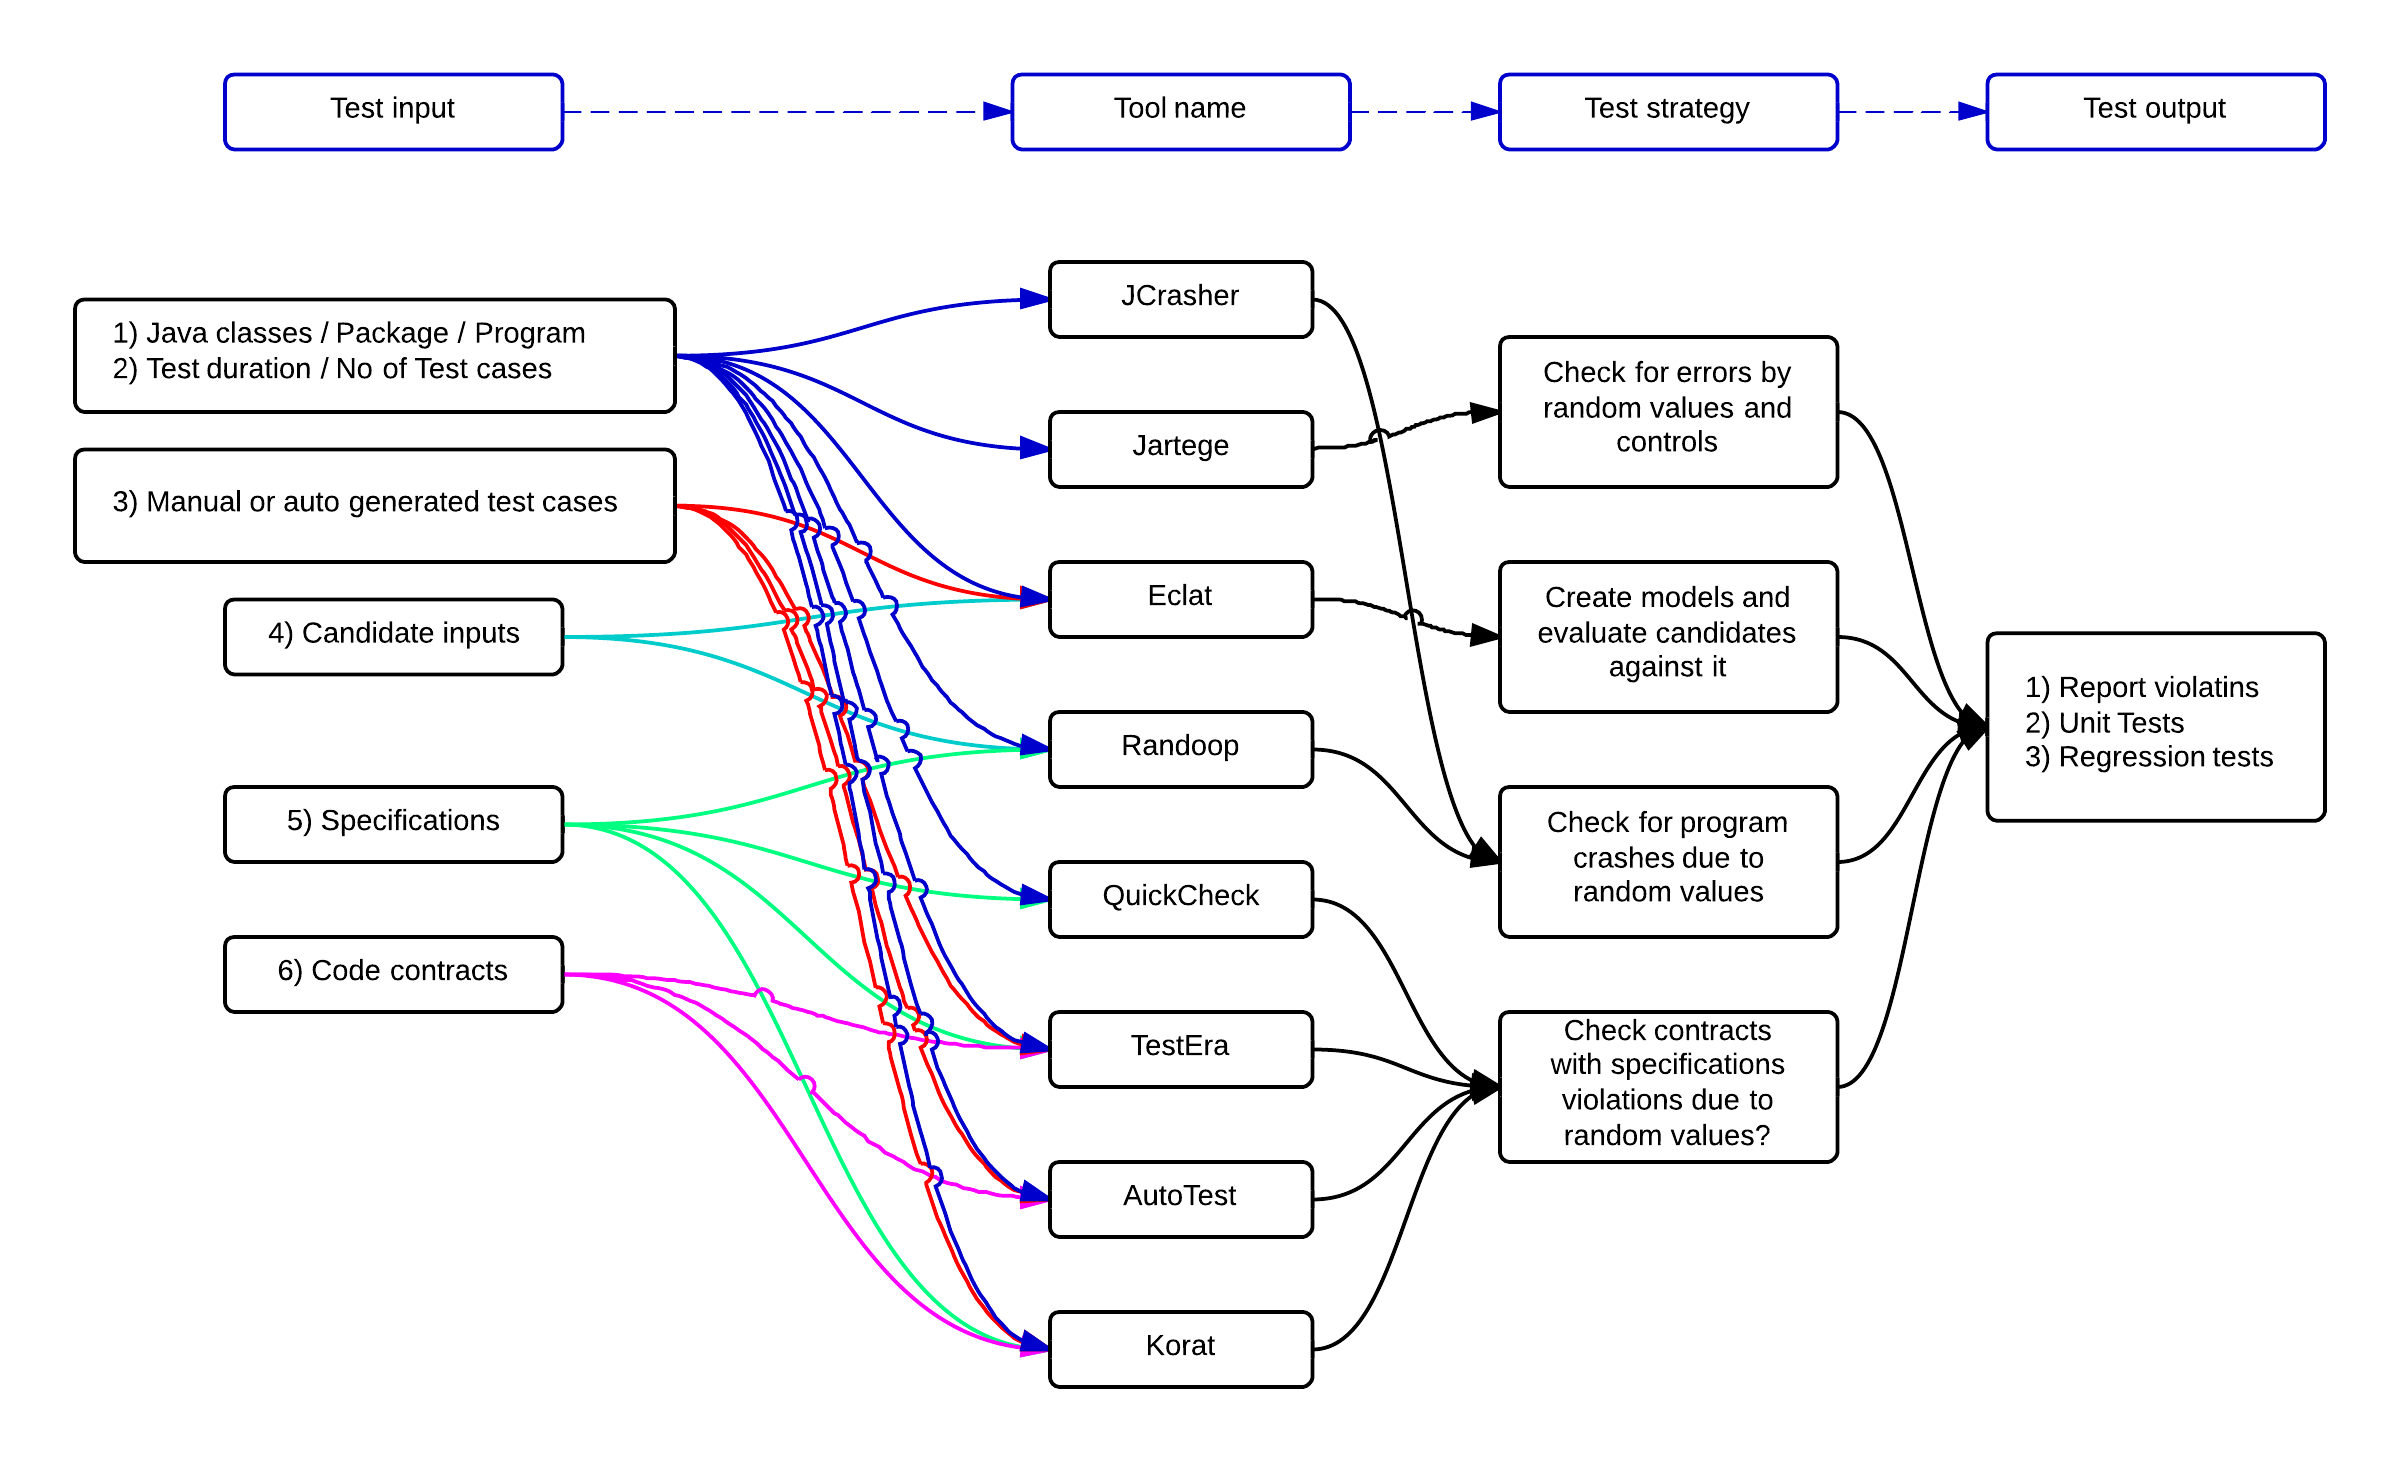 Test input
Tool name
Test strategy
Test output
1) Java classes / Package / Program
2) Test duration / No of Test cases
3) Manual or auto generated test cases
4) Candidate inputs
5) Specifications
6) Code contracts
JCrasher
Jartege
Eclat
Randoop
QuickCheck
TestEra
AutoTest
Korat
Check for errors by
random values and
controls
Create models and
evaluate candidates
against it
Check for program
crashes due to
random values
Check contracts
with specifications
violations due to
random values?
1) Report violatins
2) Unit Tests
3) Regression tests